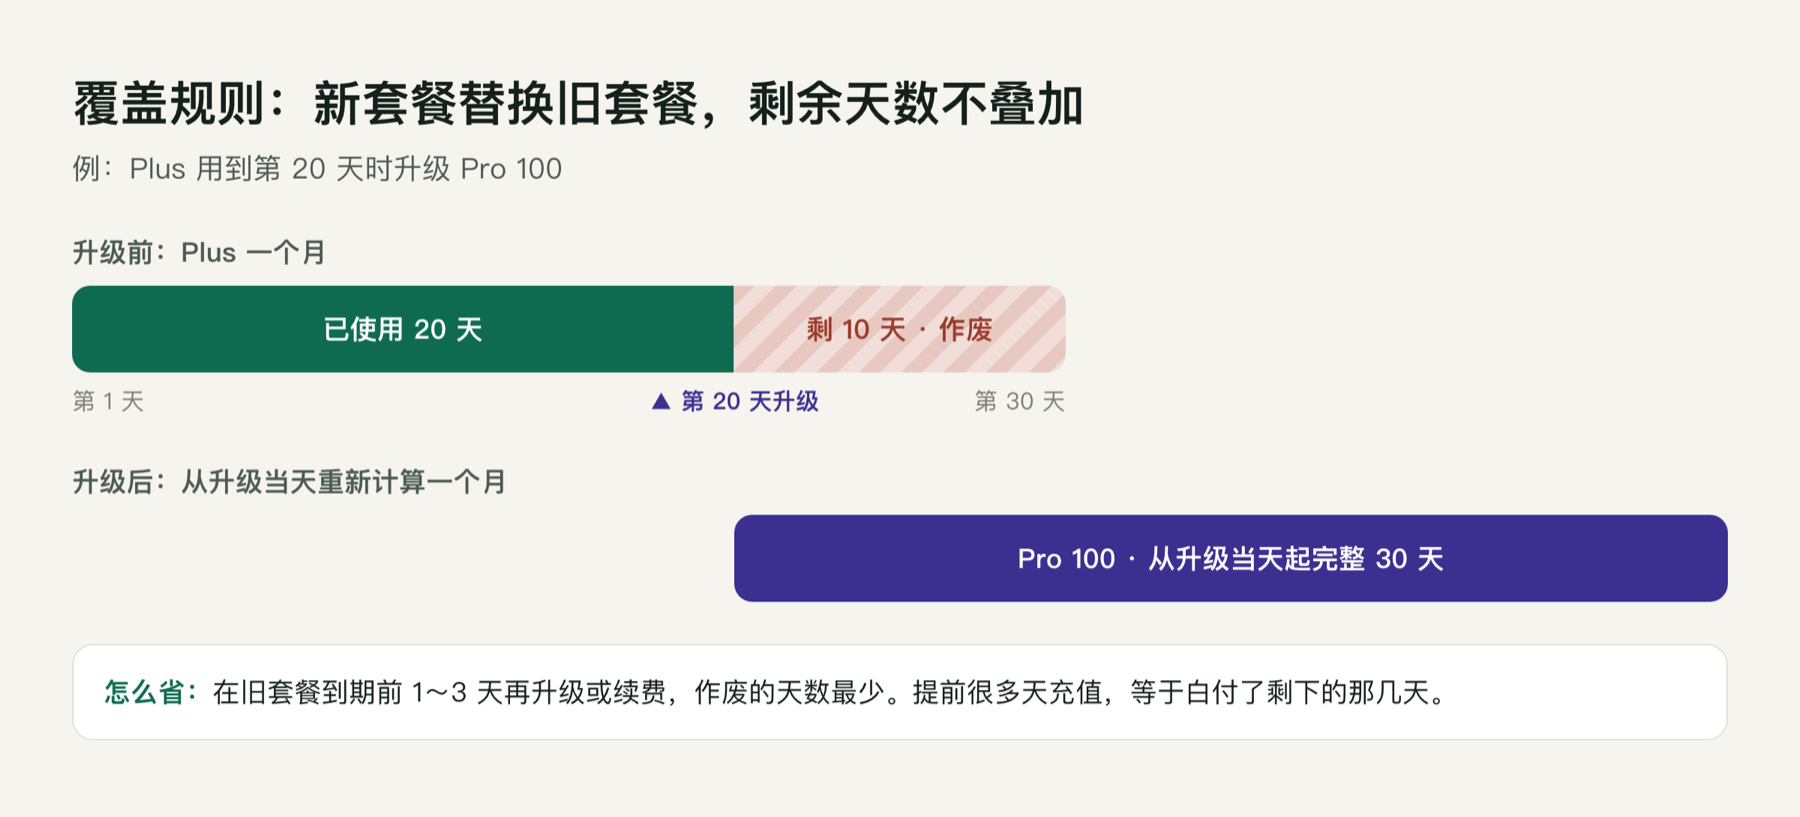 覆盖规则：新套餐替换旧套餐，剩余天数不叠加
例：Plus 用到第 20 天时升级 Pro 100
升级前：Plus 一个月
已使用 20 天
剩 10 天 · 作废
第 1 天
▲ 第 20 天升级
第 30 天
升级后：从升级当天重新计算一个月
Pro 100 · 从升级当天起完整 30 天
怎么省：在旧套餐到期前 1～3 天再升级或续费，作废的天数最少。提前很多天充值，等于白付了剩下的那几天。